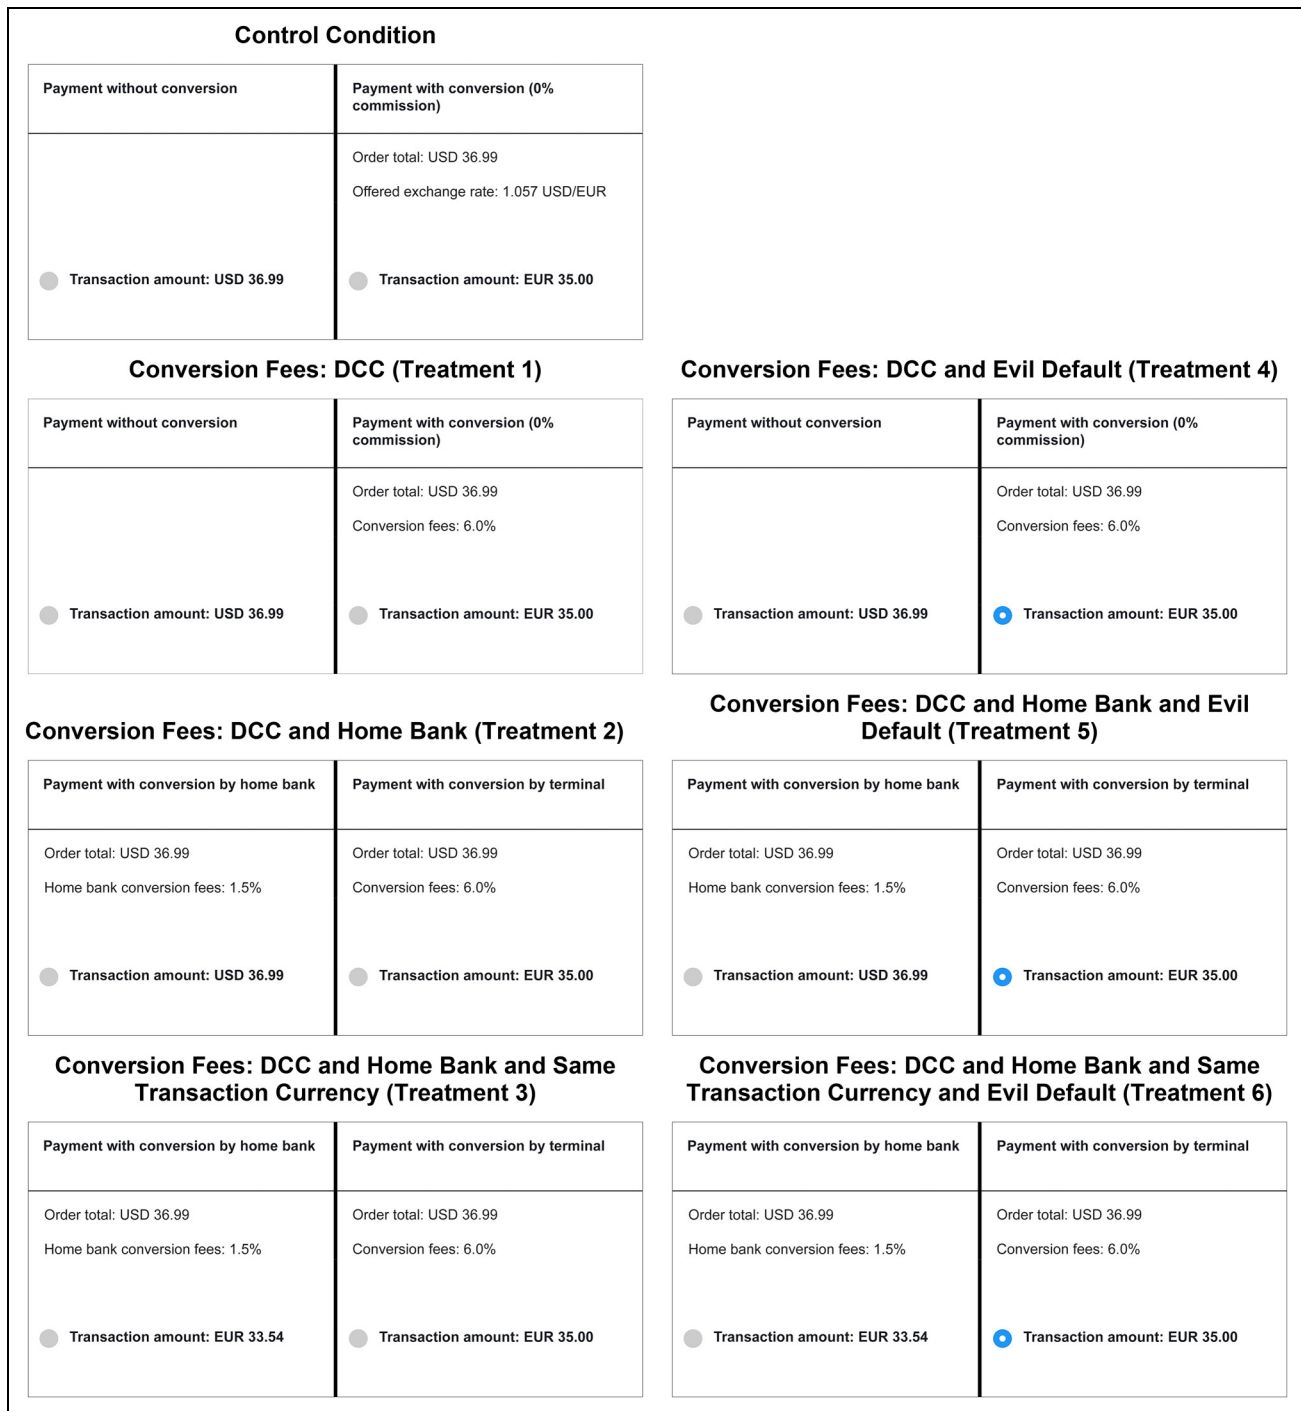 Control Condition
Payment without conversion
Payment with conversion (0%
commission)
Order total: USD 36.99
Offered exchange rate: 1.057 USD/EUR
Transaction amount: USD 36.99
Transaction amount: EUR 35.00
Conversion Fees: DCC (Treatment 1)
Payment without conversion
Payment with conversion (0%
commission)
Order total: USD 36.99
Conversion fees: 6.0%
Transaction amount: USD 36.99
Transaction amount: EUR 35.00
Conversion Fees: DCC and Evil Default (Treatment 4)
Payment without conversion
Payment with conversion (0%
commission)
Order total: USD 36.99
Conversion fees: 6.0%
Transaction amount: USD 36.99
Transaction amount: EUR 35.00
Conversion Fees: DCC and Home Bank (Treatment 2)
Payment with conversion by home bank
Payment with conversion by terminal
Order total: USD 36.99
Home bank conversion fees: 1.5%
Order total: USD 36.99
Conversion fees: 6.0%
Transaction amount: USD 36.99
Transaction amount: EUR 35.00
Conversion Fees: DCC and Home Bank and Evil
Default (Treatment 5)
Payment with conversion by home bank
Payment with conversion by terminal
Order total: USD 36.99
Home bank conversion fees: 1.5%
Order total: USD 36.99
Conversion fees: 6.0%
Transaction amount: USD 36.99
Transaction amount: EUR 35.00
Conversion Fees: DCC and Home Bank and Same
Transaction Currency (Treatment 3)
Payment with conversion by home bank
Payment with conversion by terminal
Order total: USD 36.99
Home bank conversion fees: 1.5%
Order total: USD 36.99
Conversion fees: 6.0%
Transaction amount: EUR 33.54
Transaction amount: EUR 35.00
Conversion Fees: DCC and Home Bank and Same
Transaction Currency and Evil Default (Treatment 6)
Payment with conversion by home bank
Payment with conversion by terminal
Order total: USD 36.99
Home bank conversion fees: 1.5%
Order total: USD 36.99
Conversion fees: 6.0%
Transaction amount: EUR 33.54
Transaction amount: EUR 35.00